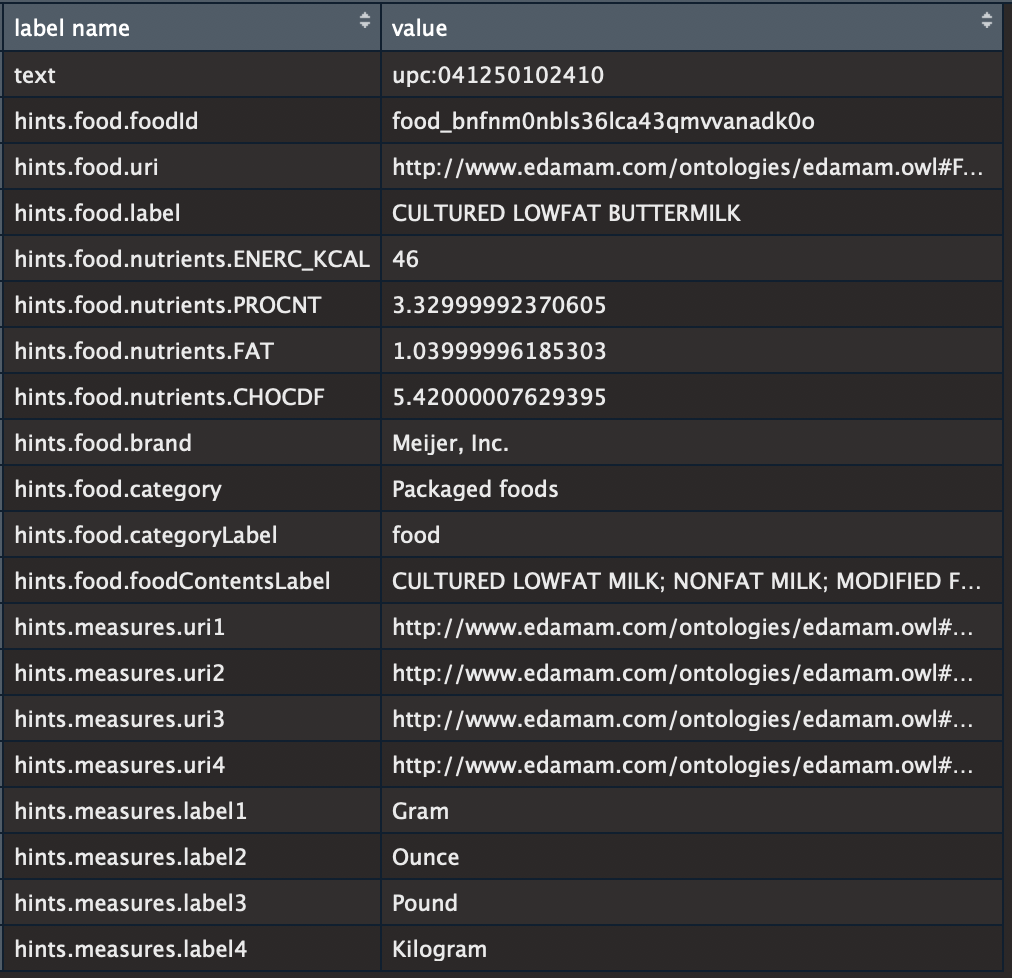 label name value
text upc:041250102410
hints.food.foodId food_bnfnm0nbls36lca43qmvvanadk0o
hints.food.uri http://www.edamam.com/ontologies/edamam.owl#F...
hints.food.label CULTURED LOWFAT BUTTERMILK
hints.food.nutrients.ENERC_KCAL 46
hints.food.nutrients.PROCNT 3.32999992370605
hints.food.nutrients.FAT 1.03999996185303
hints.food.nutrients.CHOCDF 5.42000007629395
hints.food.brand Meijer, Inc.
hints.food.category Packaged foods
hints.food.categoryLabel food
hints.food.foodContentsLabel CULTURED LOWFAT MILK; NONFAT MILK; MODIFIED F...
hints.measures.uri1 http://www.edamam.com/ontologies/edamam.owl#...
hints.measures.uri2 http://www.edamam.com/ontologies/edamam.owl#...
hints.measures.uri3 http://www.edamam.com/ontologies/edamam.owl#...
hints.measures.uri4 http://www.edamam.com/ontologies/edamam.owl#...
hints.measures.label1 Gram
hints.measures.label2 Ounce
hints.measures.label3 Pound
hints.measures.label4 Kilogram